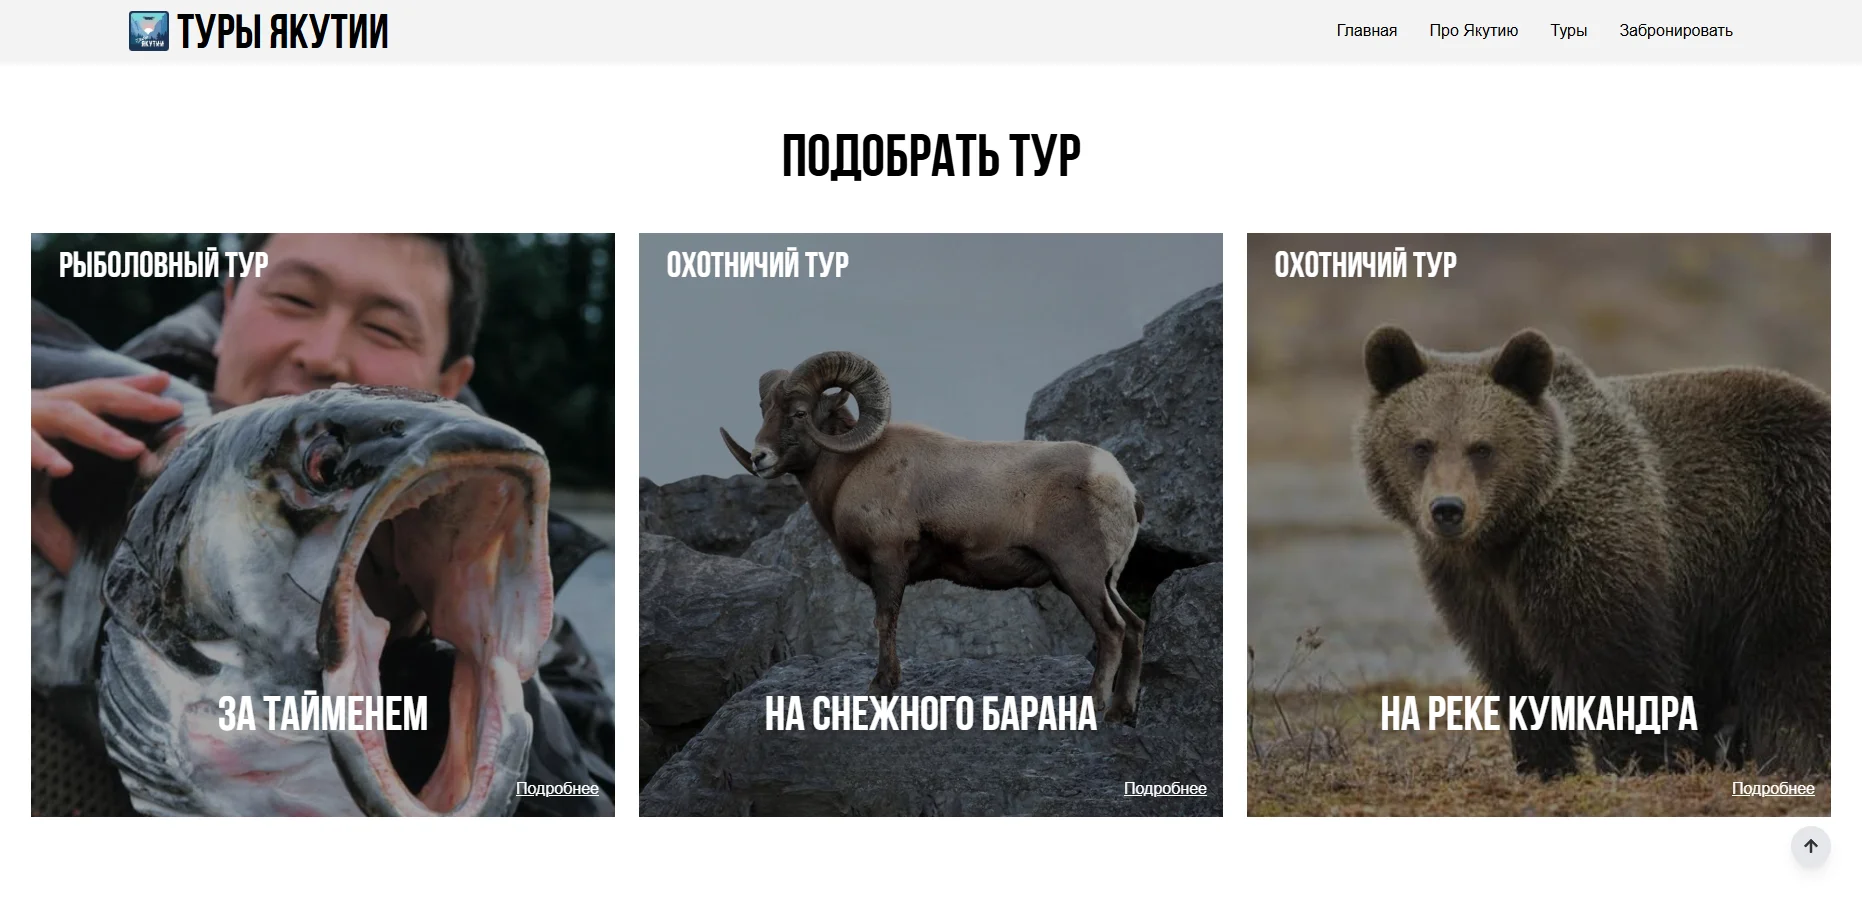 ЯКУТИИ
ТУРЫ ЯКУТИИ
Главная
Про Якутию
Туры
Забронировать
ПОДОБРАТЬ ТУР
РЫБОЛОВНЫЙ ТУР
ЗА ТАЙМЕНЕМ
Подробнее
ОХОТНИЧИЙ ТУР
НА СНЕЖНОГО БАРАНА
Подробнее
ОХОТНИЧИЙ ТУР
НА РЕКЕ КУМКАНДРА
Подробнее